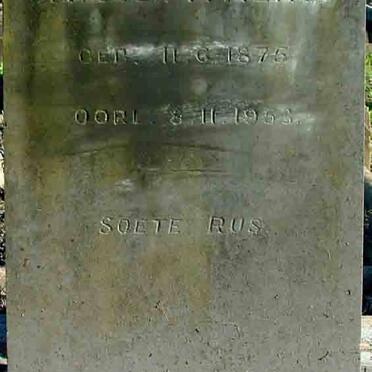 GEB. 11.6.1875
OORL. 8.11.1953.
SOETE RUS